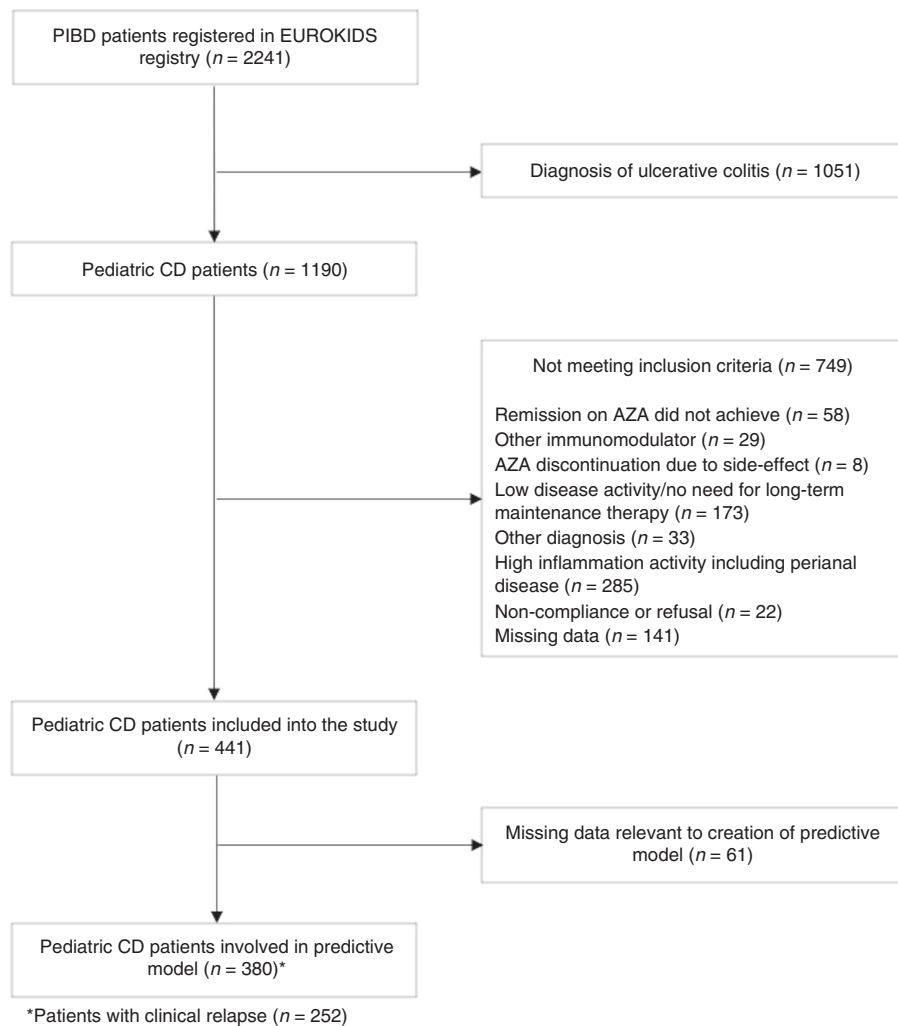 PIBD patients registered in EUROKIDS
registry (n = 2241)
Diagnosis of ulcerative colitis (n = 1051)
Pediatric CD patients (n = 1190)
Not meeting inclusion criteria (n = 749)
Remission on AZA did not achieve (n = 58)
Other immunomodulator (n = 29)
AZA discontinuation due to side-effect (n = 8)
Low disease activity/no need for long-term
maintenance therapy (n = 173)
Other diagnosis (n = 33)
High inflammation activity including perianal
disease (n = 285)
Non-compliance or refusal (n = 22)
Missing data (n = 141)
Pediatric CD patients included into the study
(n = 441)
Missing data relevant to creation of predictive
model (n = 61)
Pediatric CD patients involved in predictive
model (n = 380)*
*Patients with clinical relapse (n = 252)